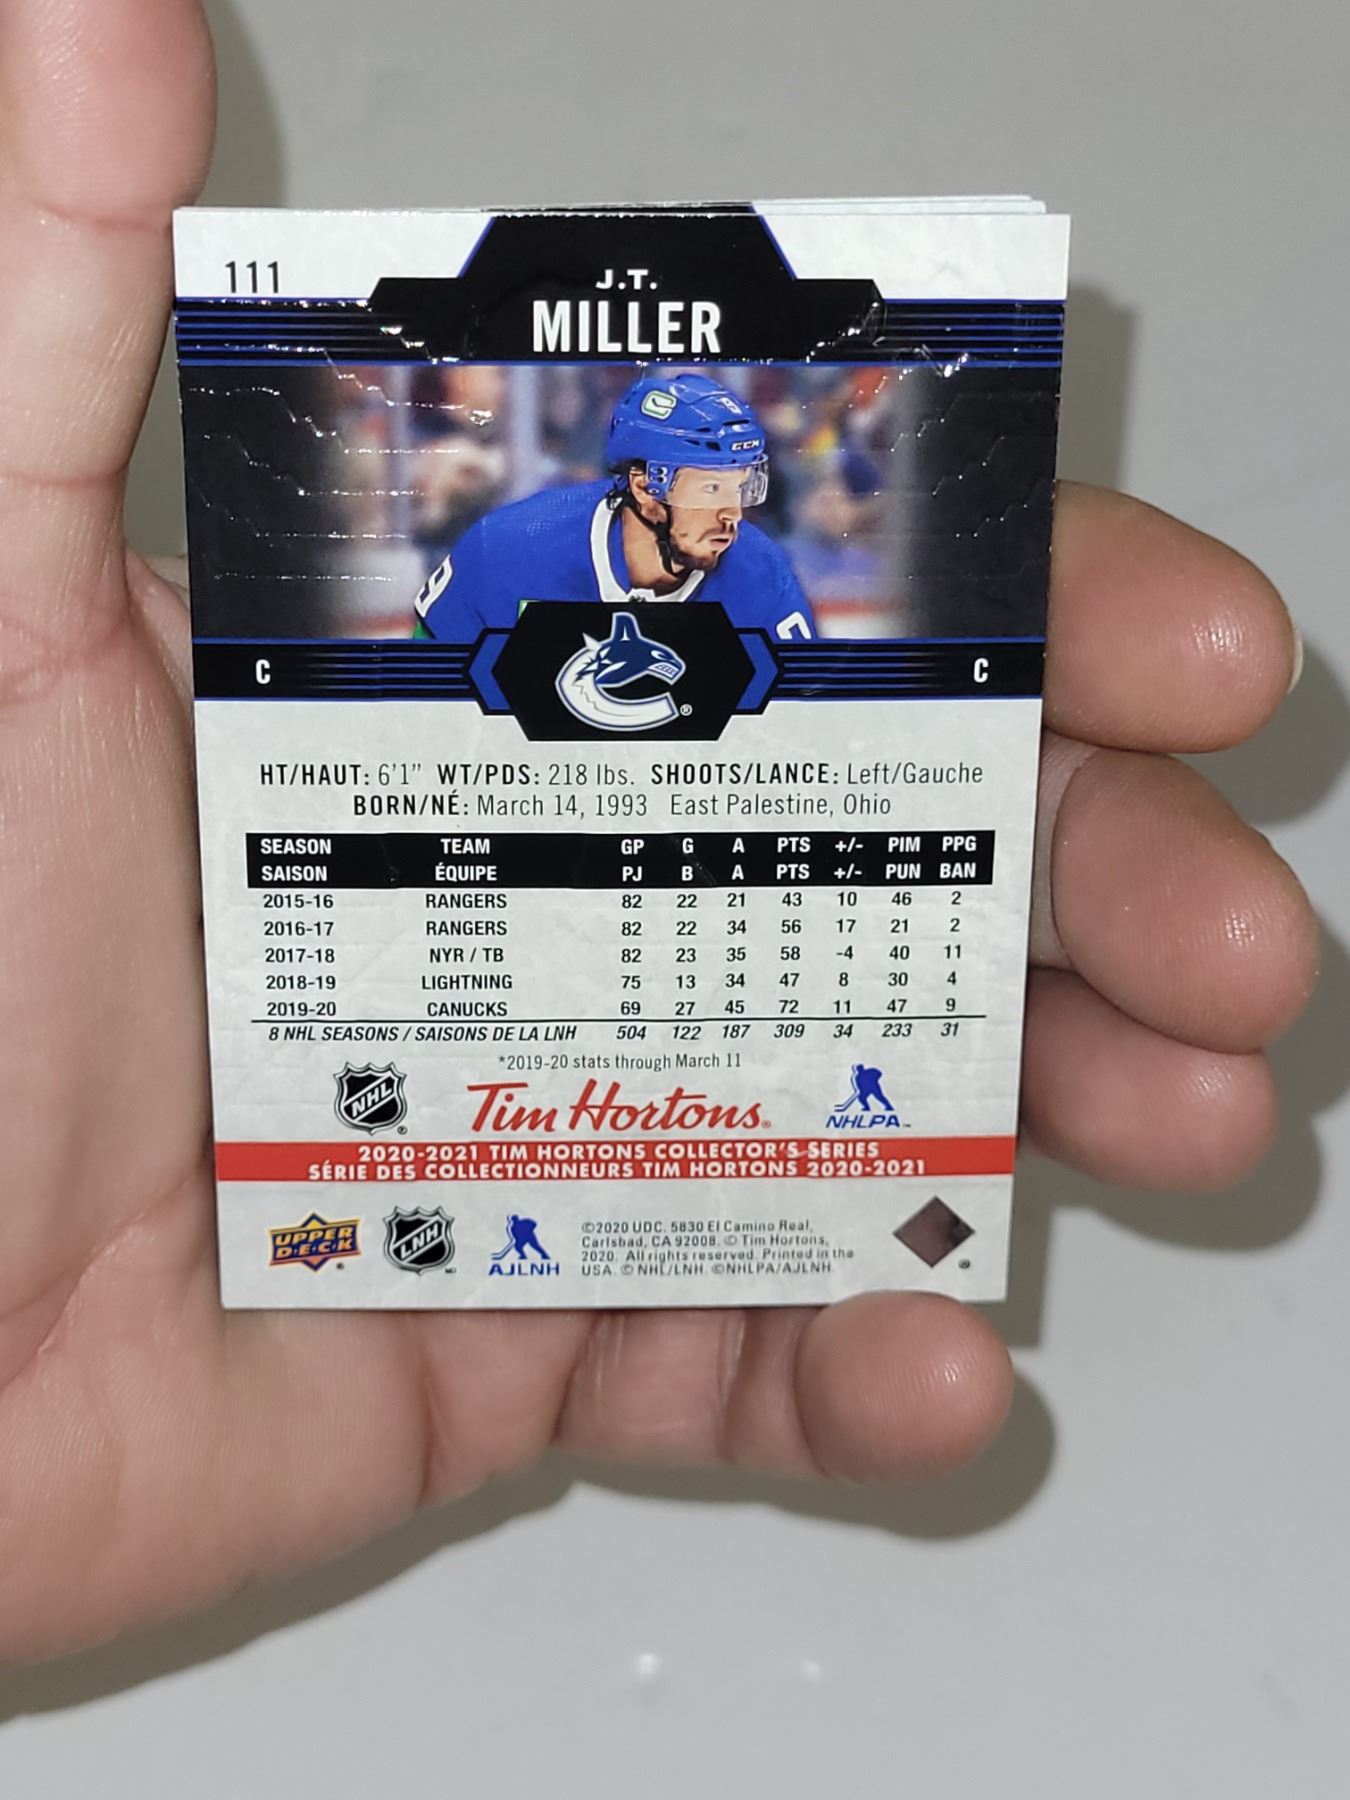 111
J.T.
MILLER
9
CCM
9
C
C
®
HT/HAUT: 6'1" WT/PDS: 218 lbs. SHOOTS/LANCE: Left/Gauche
BORN/NÉ: March 14, 1993 East Palestine, Ohio
SEASON TEAM GP G A PTS +/- PIM PPG
SAISON ÉQUIPE PJ B A PTS +/- PUN BAN
2015-16 RANGERS 82 22 21 43 10 46 2
2016-17 RANGERS 82 22 34 56 17 21 2
2017-18 NYR / TB 82 23 35 58 -4 40 11
2018-19 LIGHTNING 75 13 34 47 8 30 4
2019-20 CANUCKS 69 27 45 72 11 47 9
8 NHL SEASONS / SAISONS DE LA LNH 504 122 187 309 34 233 31
*2019-20 stats through March 11
NHL ® Tim Hortons® NHLPA™
2020-2021 TIM HORTONS COLLECTOR'S SERIES
SÉRIE DES COLLECTIONNEURS TIM HORTONS 2020-2021
UPPER
D·E·C·K ®
LNH
AJLNH
©2020 UDC. 5830 El Camino Real,
Carlsbad, CA 92008. © Tim Hortons,
2020. All rights reserved. Printed in the
USA. © NHL/LNH. ©NHLPA/AJLNH.
®